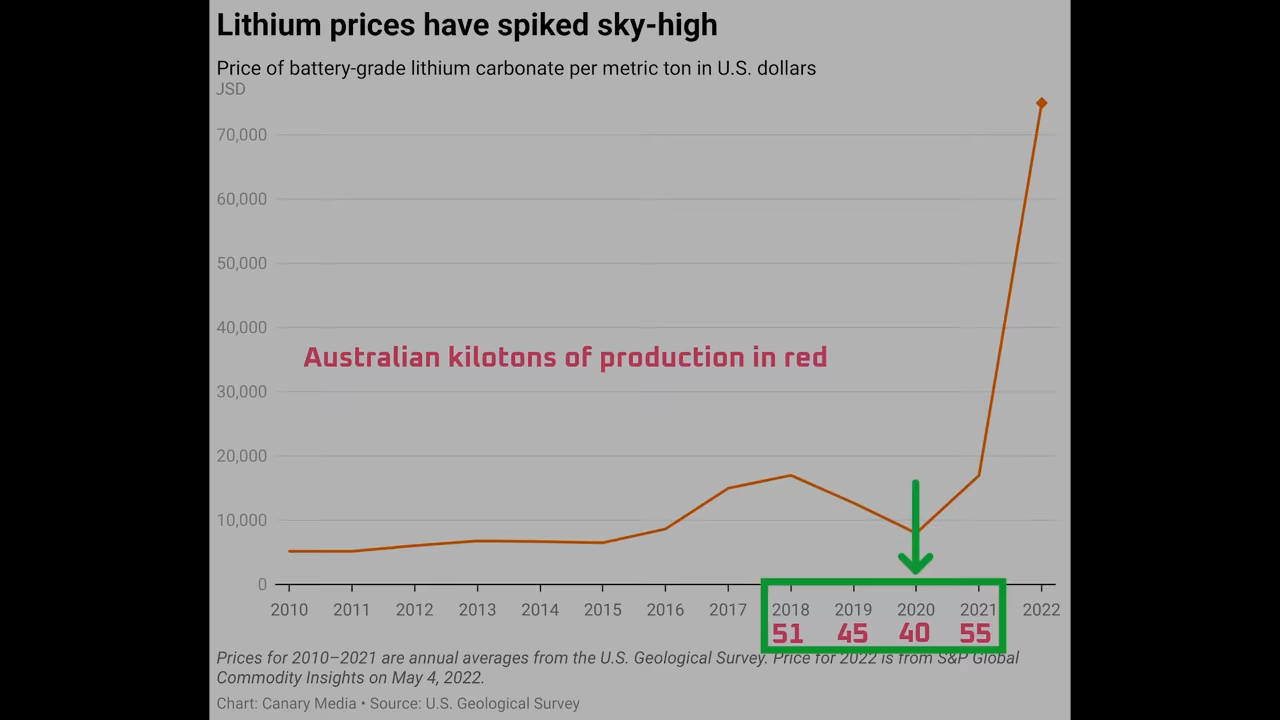 Lithium prices have spiked sky-high
Price of battery-grade lithium carbonate per metric ton in U.S. dollars
JSD
70,000
60,000
50,000
40,000
Australian kilotons of production in red
30,000
20,000
10,000
0
2010 2011 2012 2013 2014 2015 2016 2017 2018 2019 2020 2021 2022
51 45 40 55
Prices for 2010–2021 are annual averages from the U.S. Geological Survey. Price for 2022 is from S&P Global
Commodity Insights on May 4, 2022.
Chart: Canary Media • Source: U.S. Geological Survey